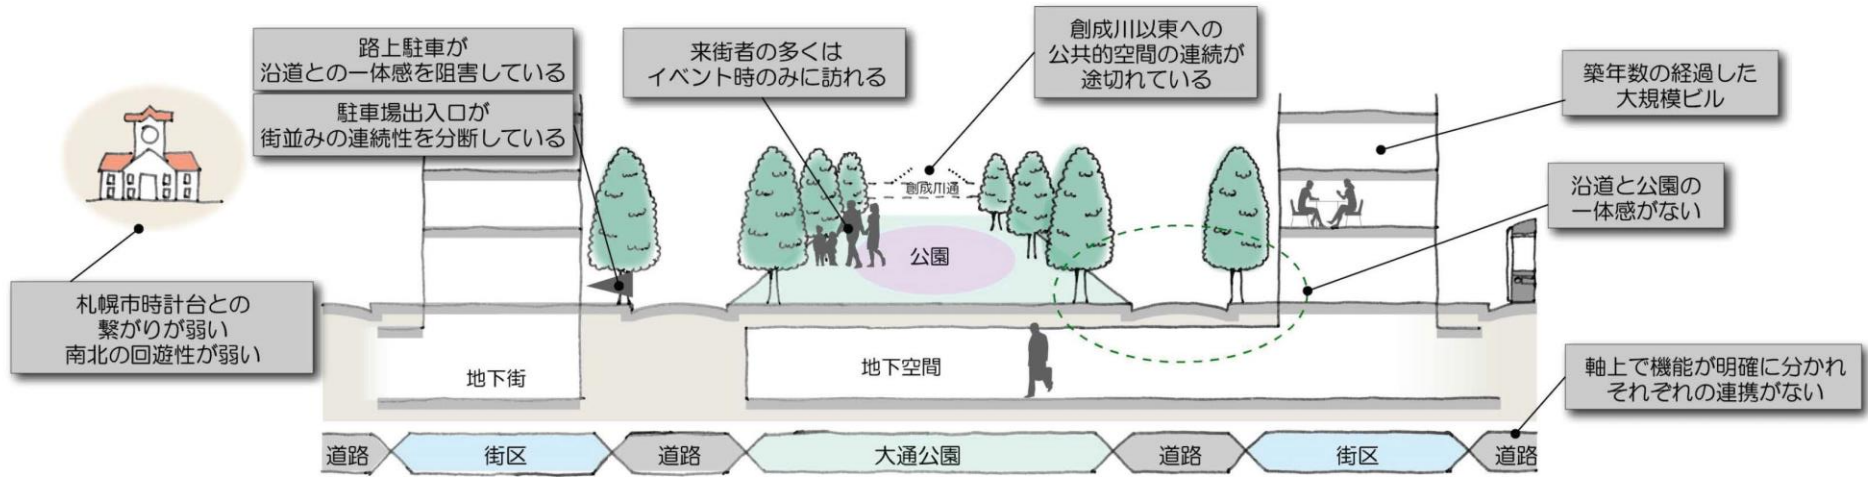 路上駐車が
沿道との一体感を阻害している
駐車場出入口が
街並みの連続性を分断している
来街者の多くは
イベント時のみに訪れる
創成川以東への
公共的空間の連続が
途切れている
築年数の経過した
大規模ビル
沿道と公園の
一体感がない
札幌市時計台との
繋がりが弱い
南北の回遊性が弱い
創成川通
公園
地下街
地下空間
軸上で機能が明確に分かれ
それぞれの連携がない
道路
街区
道路
大通公園
道路
街区
道路